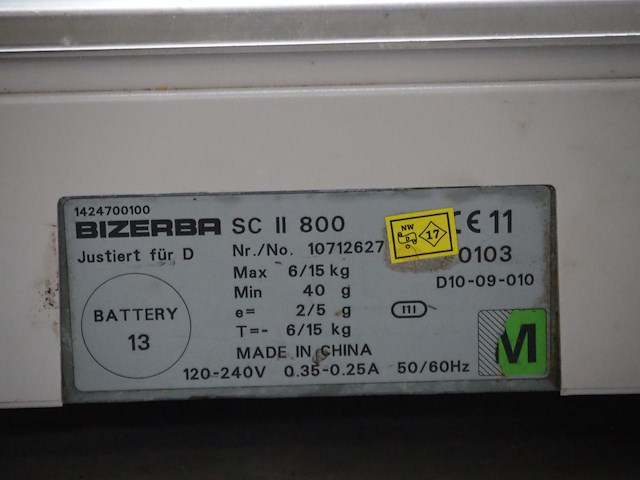 1424700100
BIZERBA SC II 800
CE 11
Justiert für D
Nr./No. 10712627
NW
17
0103
Max 6/15 kg
D10-09-010
Min 40 g
BATTERY
13
e= 2/5 g
III
T=- 6/15 kg
M
MADE IN CHINA
120-240V 0.35-0.25A 50/60Hz